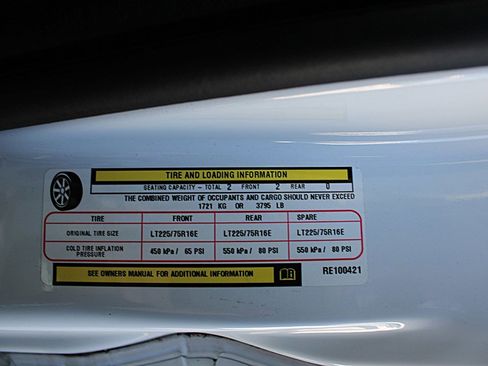 TIRE AND LOADING INFORMATION
SEATING CAPACITY - TOTAL 2 FRONT 2 REAR 0
THE COMBINED WEIGHT OF OCCUPANTS AND CARGO SHOULD NEVER EXCEED
1721 KG OR 3795 LB
TIRE FRONT REAR SPARE
ORIGINAL TIRE SIZE LT225/75R16E LT225/75R16E LT225/75R16E
COLD TIRE INFLATION PRESSURE 450 kPa / 65 PSI 550 kPa / 80 PSI 550 kPa / 80 PSI
SEE OWNERS MANUAL FOR ADDITIONAL INFORMATION RE100421